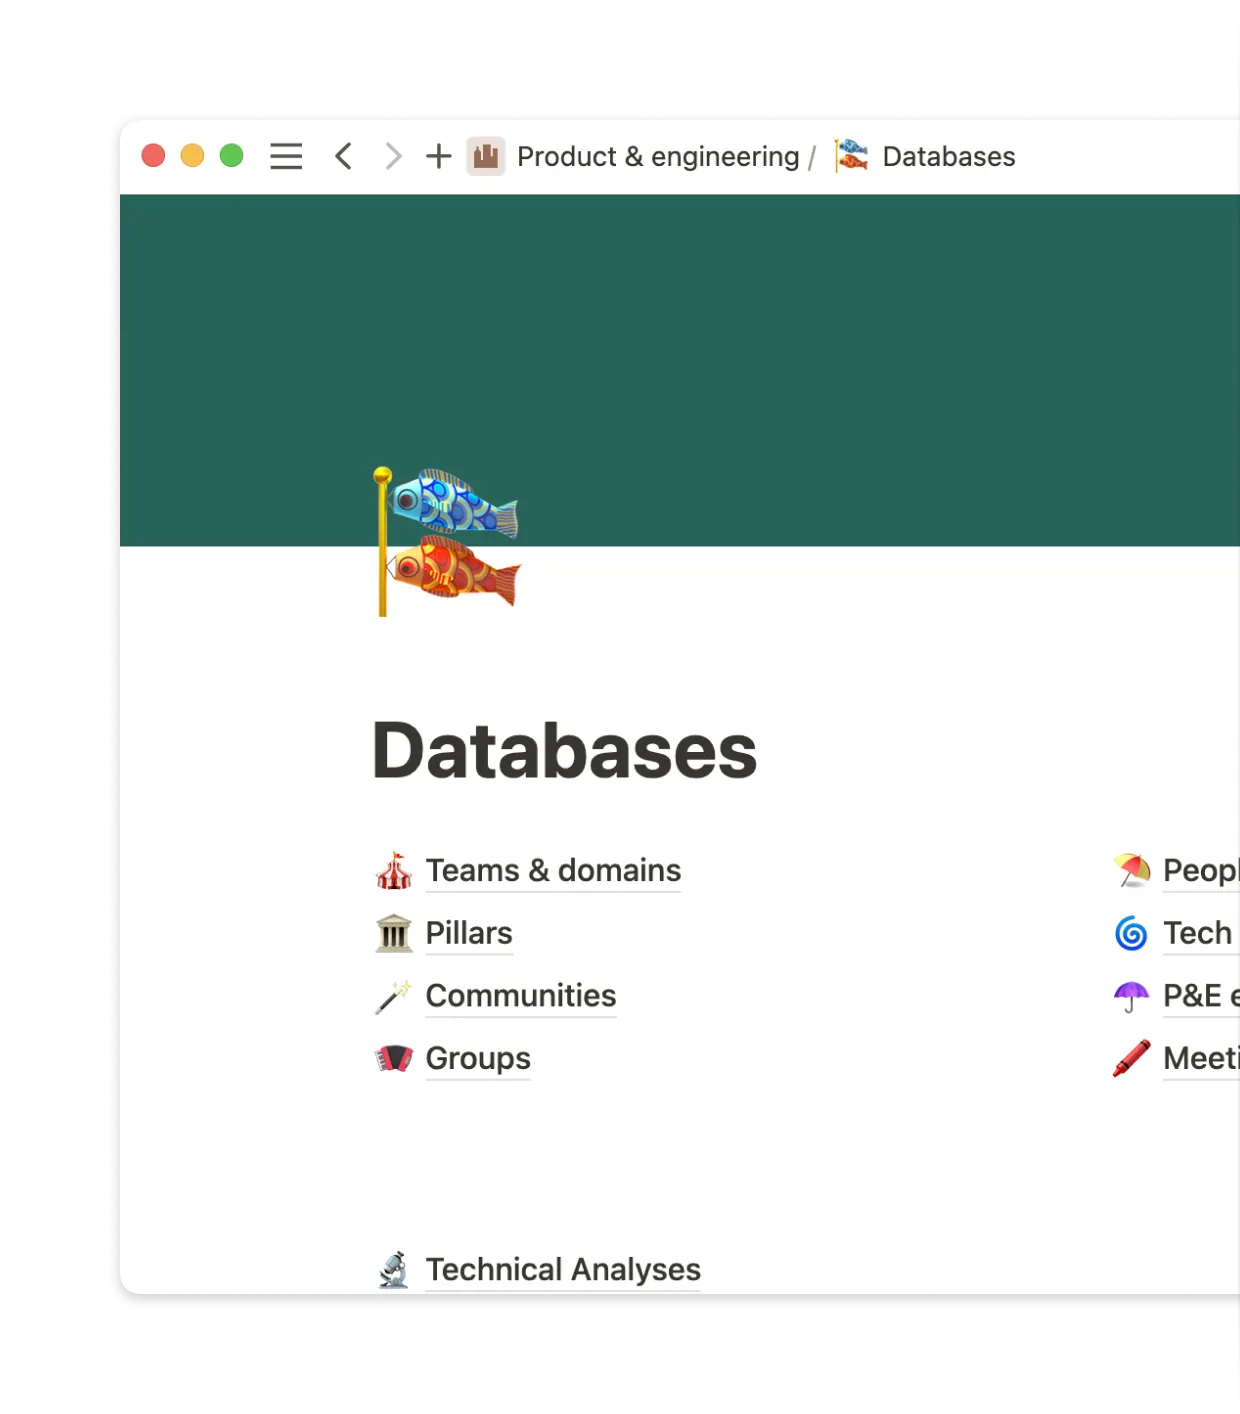 Product & engineering / Databases
Databases
Teams & domains
Pillars
Communities
Groups
Tech
P&E
Technical Analyses